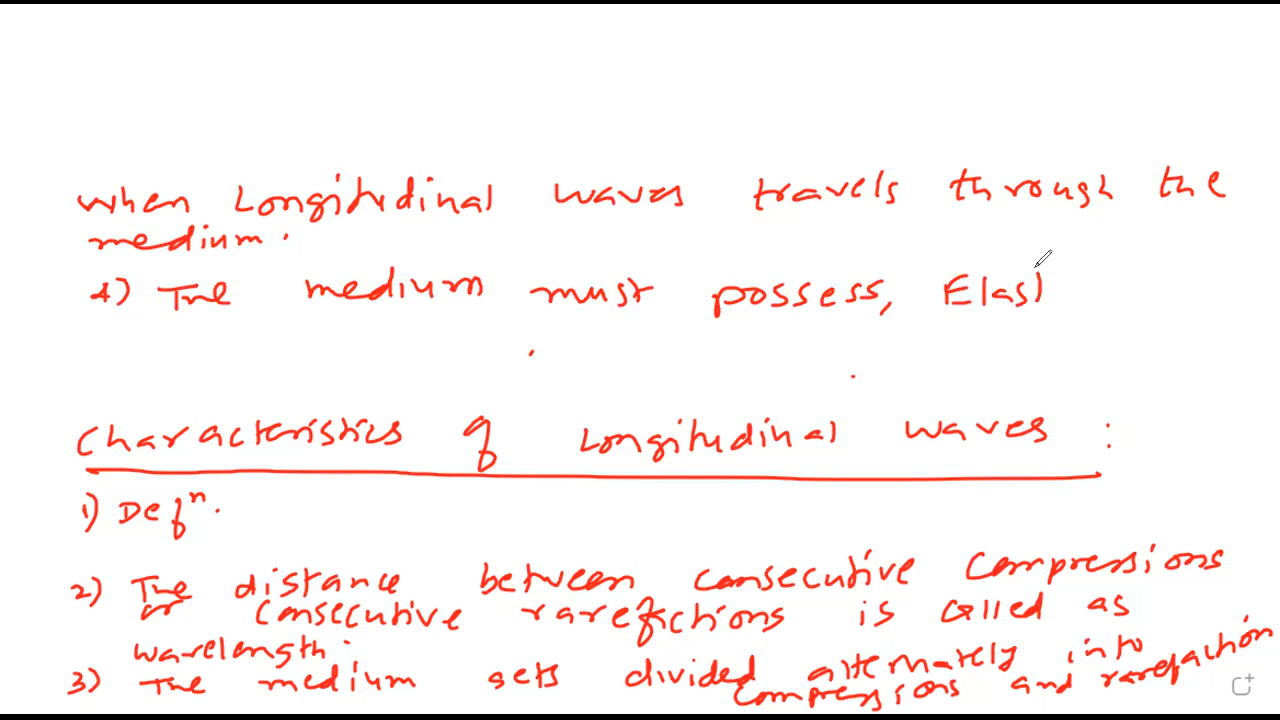 when Longitudinal waves travels through the
medium.
4) The medium must possess, Elast
Characteristics of Longitudinal waves :
1) Defⁿ.
2) The distance between consecutive compressions
or consecutive rarefictions is called as
wavelength.
3) The medium gets divided alternately into
compressions and rarefaction